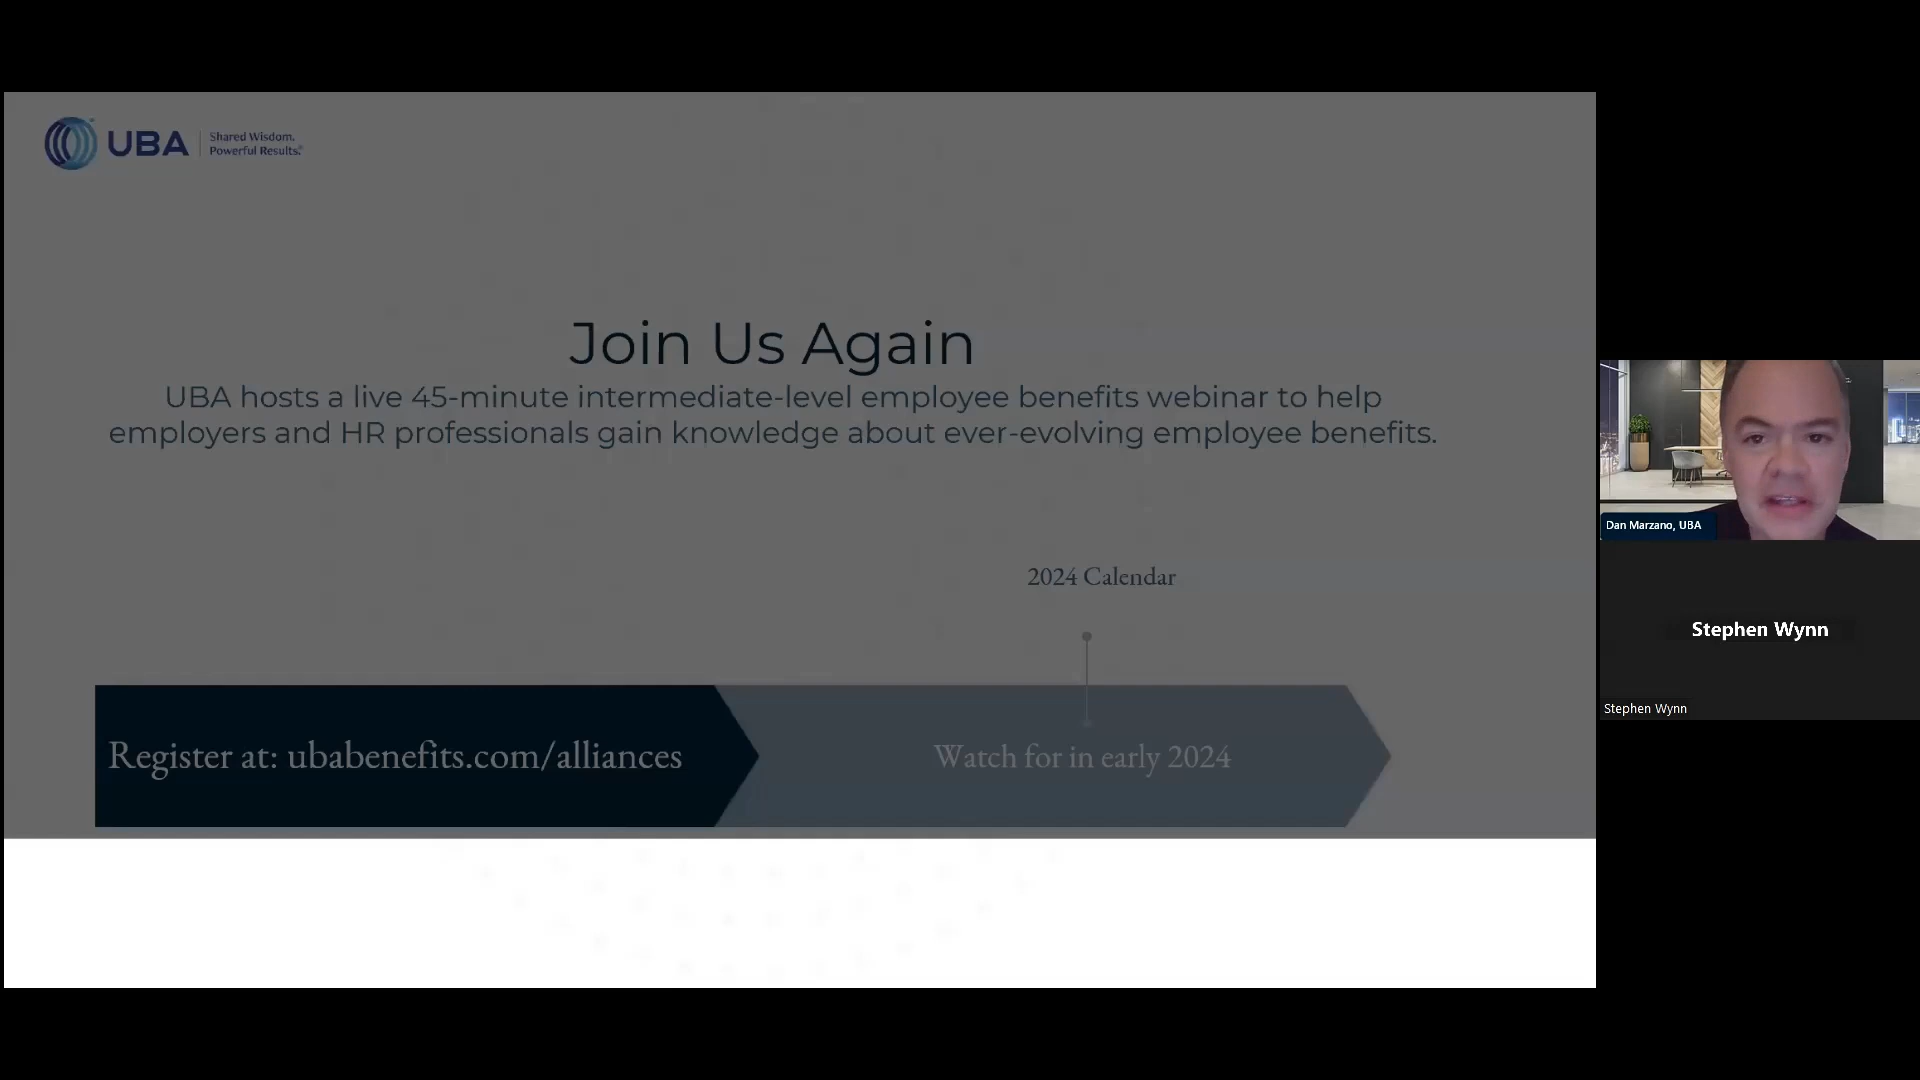 UBA
Shared Wisdom.
Powerful Results.®
Join Us Again
UBA hosts a live 45-minute intermediate-level employee benefits webinar to help
employers and HR professionals gain knowledge about ever-evolving employee benefits.
2024 Calendar
Register at: ubabenefits.com/alliances
Watch for in early 2024
Dan Marzano, UBA
Stephen Wynn
Stephen Wynn